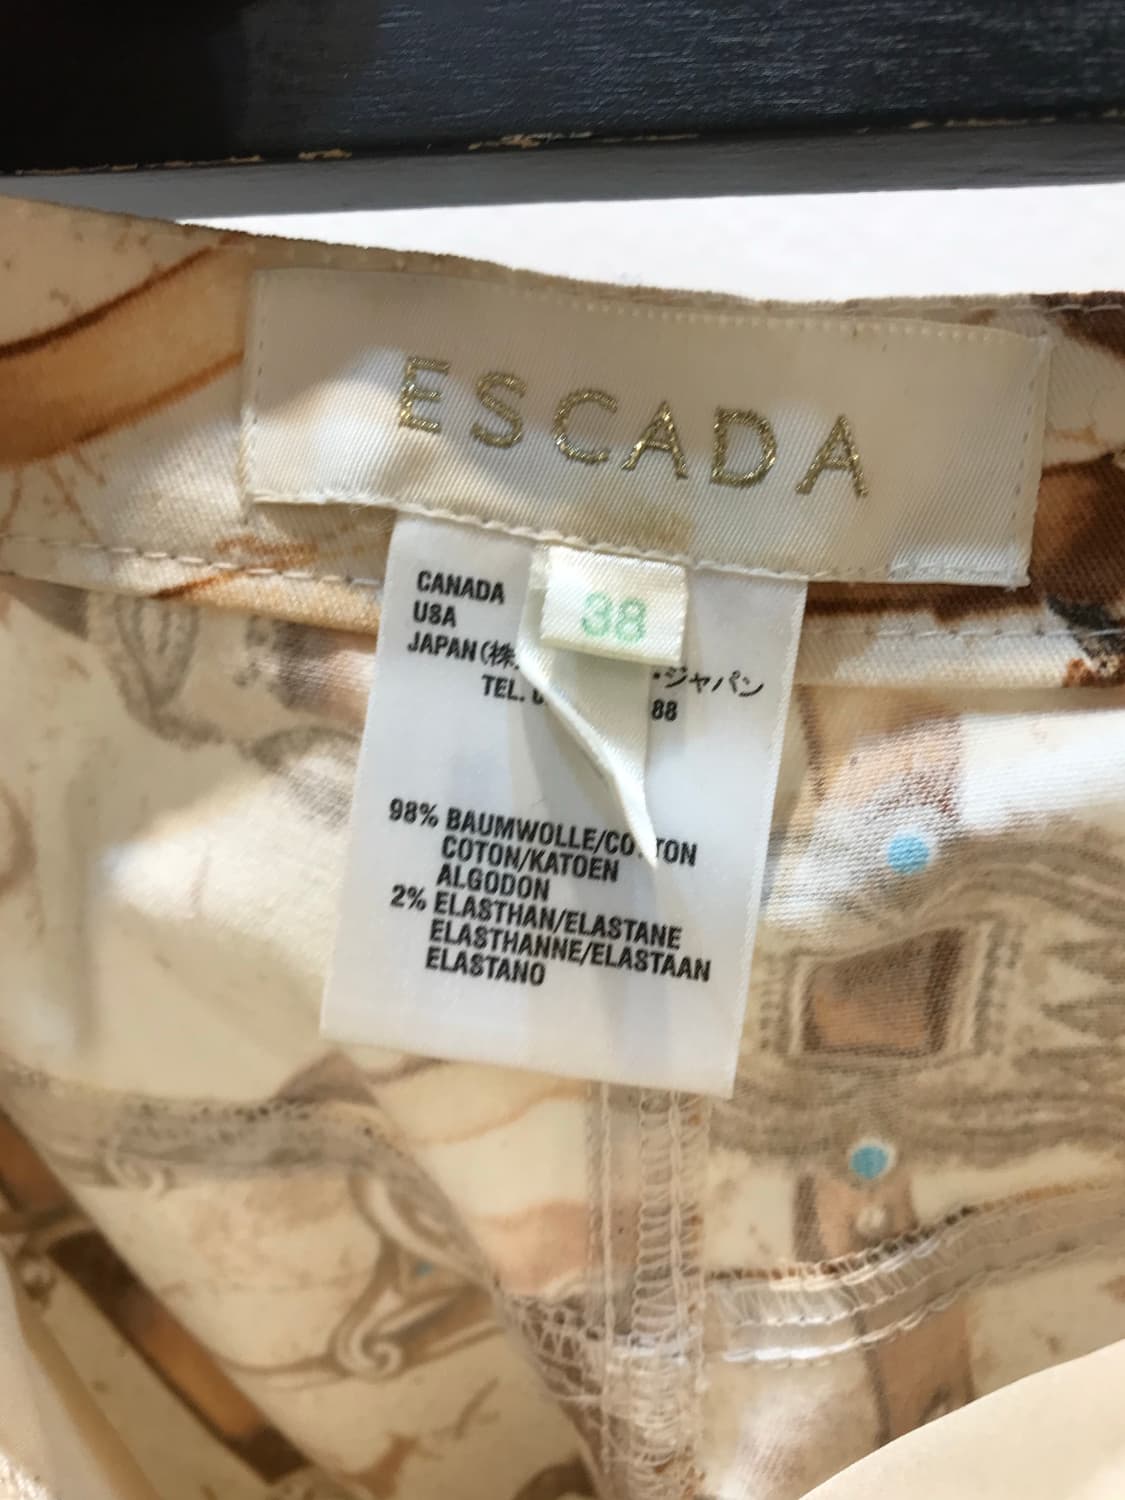 ESCADA
38
CANADA
USA
JAPAN (株 ・ジャパン
TEL. 88
98% BAUMWOLLE/COTTON
COTON/KATOEN
ALGODON
2% ELASTHAN/ELASTANE
ELASTHANNE/ELASTAAN
ELASTANO